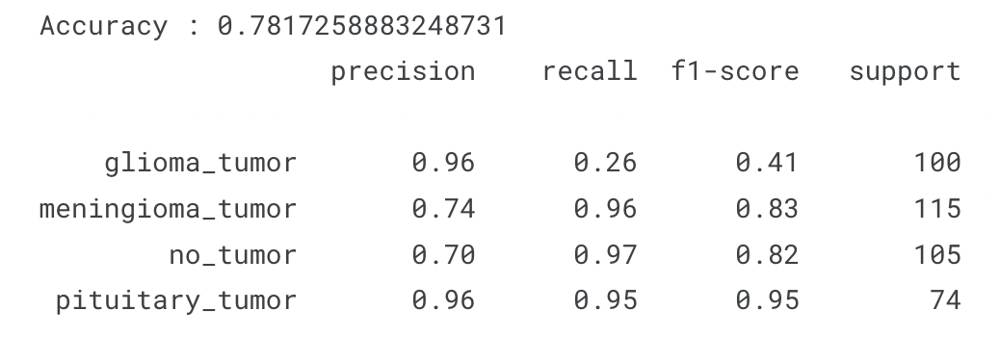 Accuracy : 0.7817258883248731
precision recall f1-score support
glioma_tumor 0.96 0.26 0.41 100
meningioma_tumor 0.74 0.96 0.83 115
no_tumor 0.70 0.97 0.82 105
pituitary_tumor 0.96 0.95 0.95 74